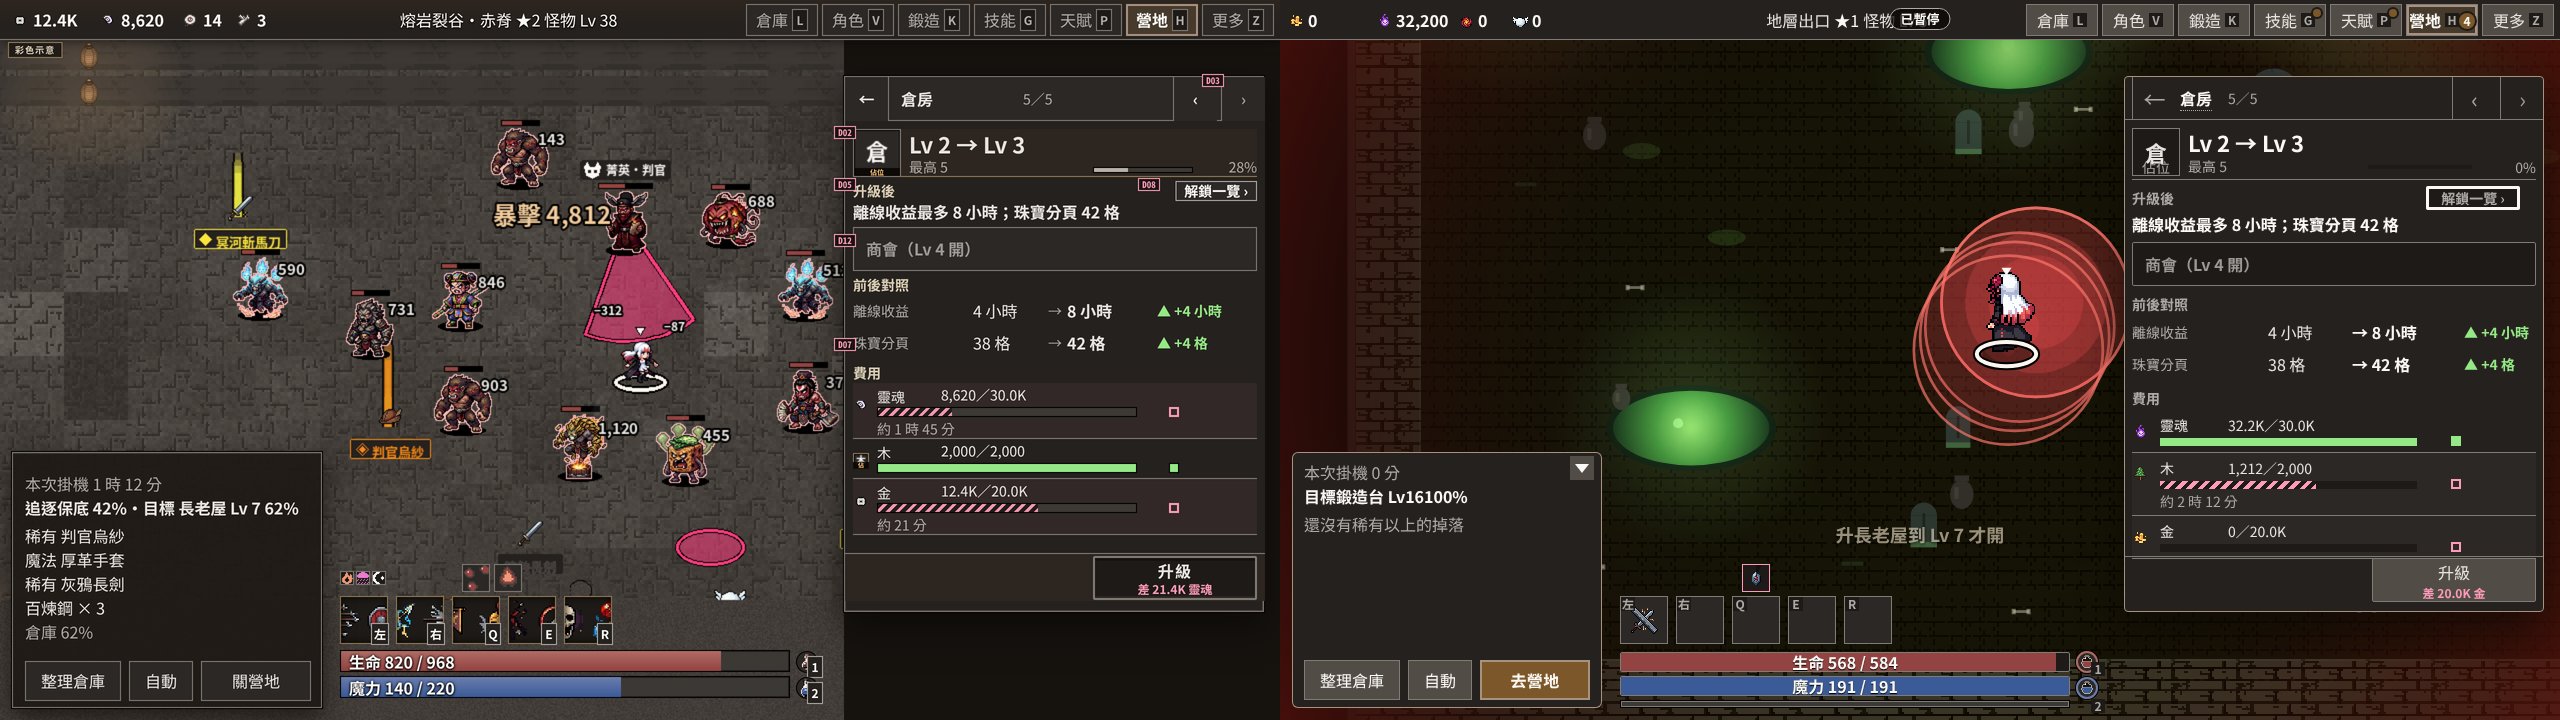 12.4K 8,620 14 3
熔岩裂谷・赤脊 ★2 怪物 Lv 38
倉庫 L 角色 V 鍛造 K 技能 G 天賦 P 營地 H 更多 Z
彩色示意
143
菁英・判官
暴擊 4,812
688
冥河斬馬刀
590
846
731
-312
-87
903
1,120
455
判官烏紗
本次掛機 1 時 12 分
追逐保底 42%・目標 長老屋 Lv 7 62%
稀有 判官烏紗
魔法 厚革手套
稀有 灰鴉長劍
百煉鋼 × 3
倉庫 62%
整理倉庫 自動 關營地
左 右 Q E R
生命 820 / 968 1
魔力 140 / 220 2
D03
← 倉房 5／5 ‹ ›
D02
倉
佔位
Lv 2 → Lv 3
最高 5 28%
D05 升級後 D08 解鎖一覽 ›
離線收益最多 8 小時；珠寶分頁 42 格
D12 商會（Lv 4 開）
前後對照
離線收益 4 小時 → 8 小時 ▲ +4 小時
D07 珠寶分頁 38 格 → 42 格 ▲ +4 格
費用
靈魂 8,620／30.0K
約 1 時 45 分
木 2,000／2,000
金 12.4K／20.0K
約 21 分
升級
差 21.4K 靈魂
0 32,200 0 0
地層出口 ★1 怪物
已暫停
倉庫 L 角色 V 鍛造 K 技能 G 天賦 P 營地 H 4 更多 Z
← 倉房 5／5 ‹ ›
倉
佔位
Lv 2 → Lv 3
最高 5 0%
升級後 解鎖一覽 ›
離線收益最多 8 小時；珠寶分頁 42 格
商會（Lv 4 開）
前後對照
離線收益 4 小時 → 8 小時 ▲ +4 小時
珠寶分頁 38 格 → 42 格 ▲ +4 格
費用
靈魂 32.2K／30.0K
木 1,212／2,000
約 2 時 12 分
金 0／20.0K
升級
差 20.0K 金
本次掛機 0 分
目標鍛造台 Lv16100%
還沒有稀有以上的掉落
整理倉庫 自動 去營地
升長老屋到 Lv 7 才開
左 右 Q E R
生命 568 / 584 1
魔力 191 / 191
2